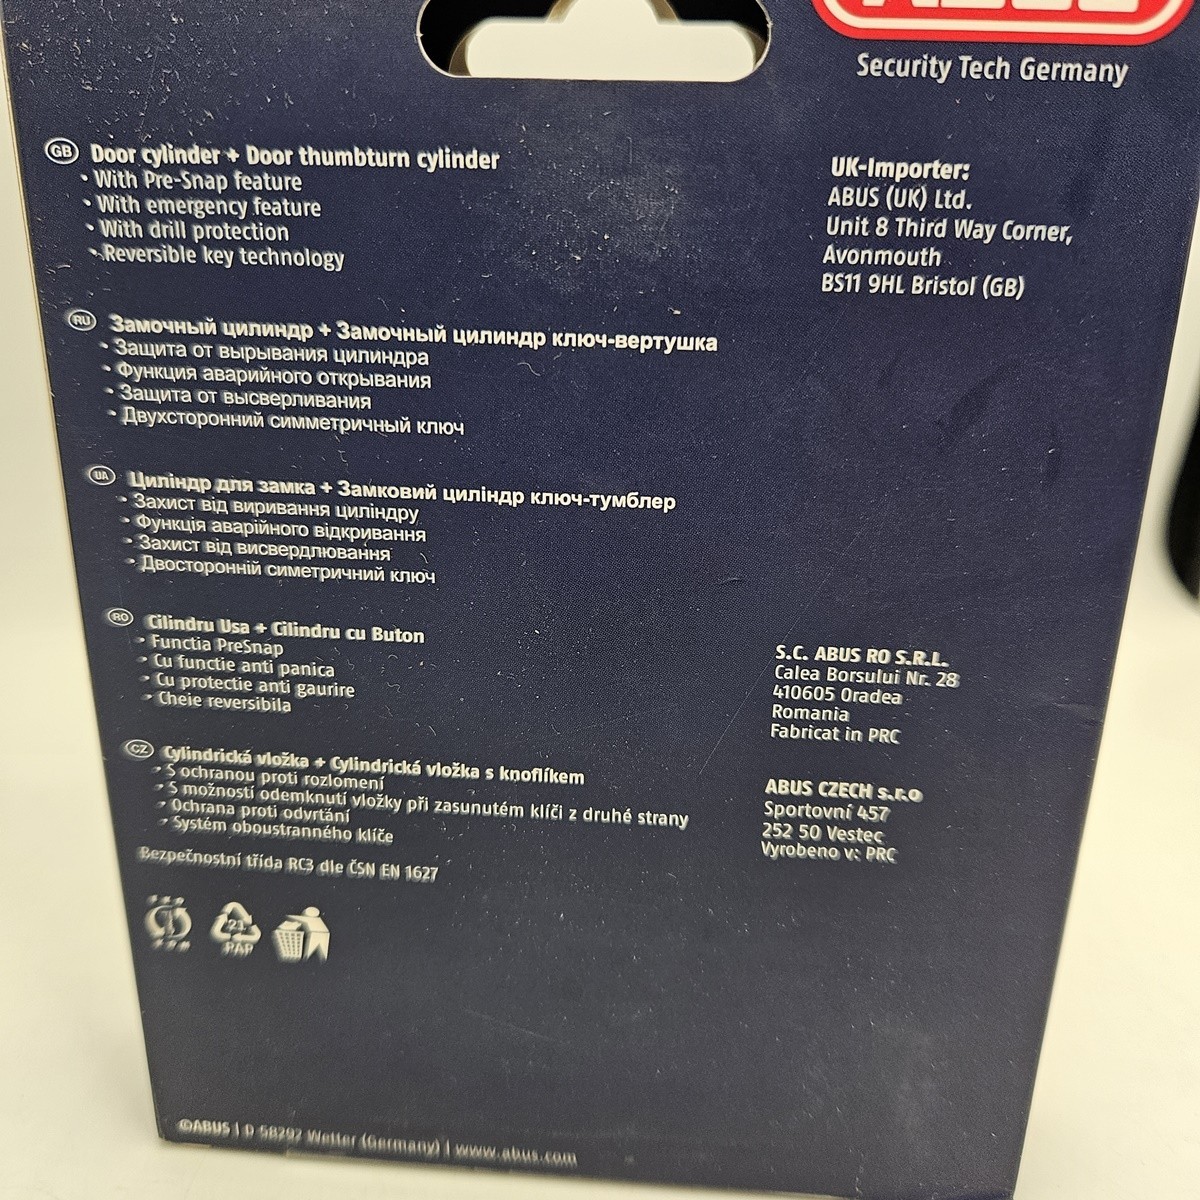 Security Tech Germany
GB Door cylinder + Door thumbturn cylinder
• With Pre-Snap feature
• With emergency feature
• With drill protection
• Reversible key technology
UK-Importer:
ABUS (UK) Ltd.
Unit 8 Third Way Corner,
Avonmouth
BS11 9HL Bristol (GB)
RU Замочный цилиндр + Замочный цилиндр ключ-вертушка
• Защита от вырывания цилиндра
• Функция аварийного открывания
• Защита от высверливания
• Двухсторонний симметричный ключ
UA Циліндр для замка + Замковий циліндр ключ-тумблер
• Захист від виривання циліндру
• Функція аварійного відкривання
• Захист від висвердлювання
• Двосторонній симетричний ключ
RO Cilindru Usa + Cilindru cu Buton
• Functia PreSnap
• Cu functie anti panica
• Cu protectie anti gaurire
• Cheie reversibila
S.C. ABUS RO S.R.L.
Calea Borsului Nr. 28
410605 Oradea
Romania
Fabricat in PRC
CZ Cylindrická vložka + Cylindrická vložka s knoflíkem
• S ochranou proti rozlomení
• S možností odemknutí vložky při zasunutém klíči z druhé strany
• Ochrana proti odvrtání
• Systém oboustranného klíče
Bezpečnostní třída RC3 dle ČSN EN 1627
ABUS CZECH s.r.o
Sportovní 457
252 50 Vestec
Vyrobeno v: PRC
21
PAP
©ABUS | D 58292 Wetter (Germany) | www.abus.com